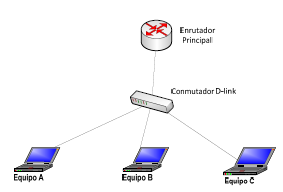 Enrutador
Principal
Conmutador D-link
Equipo A
Equipo B
Equipo C